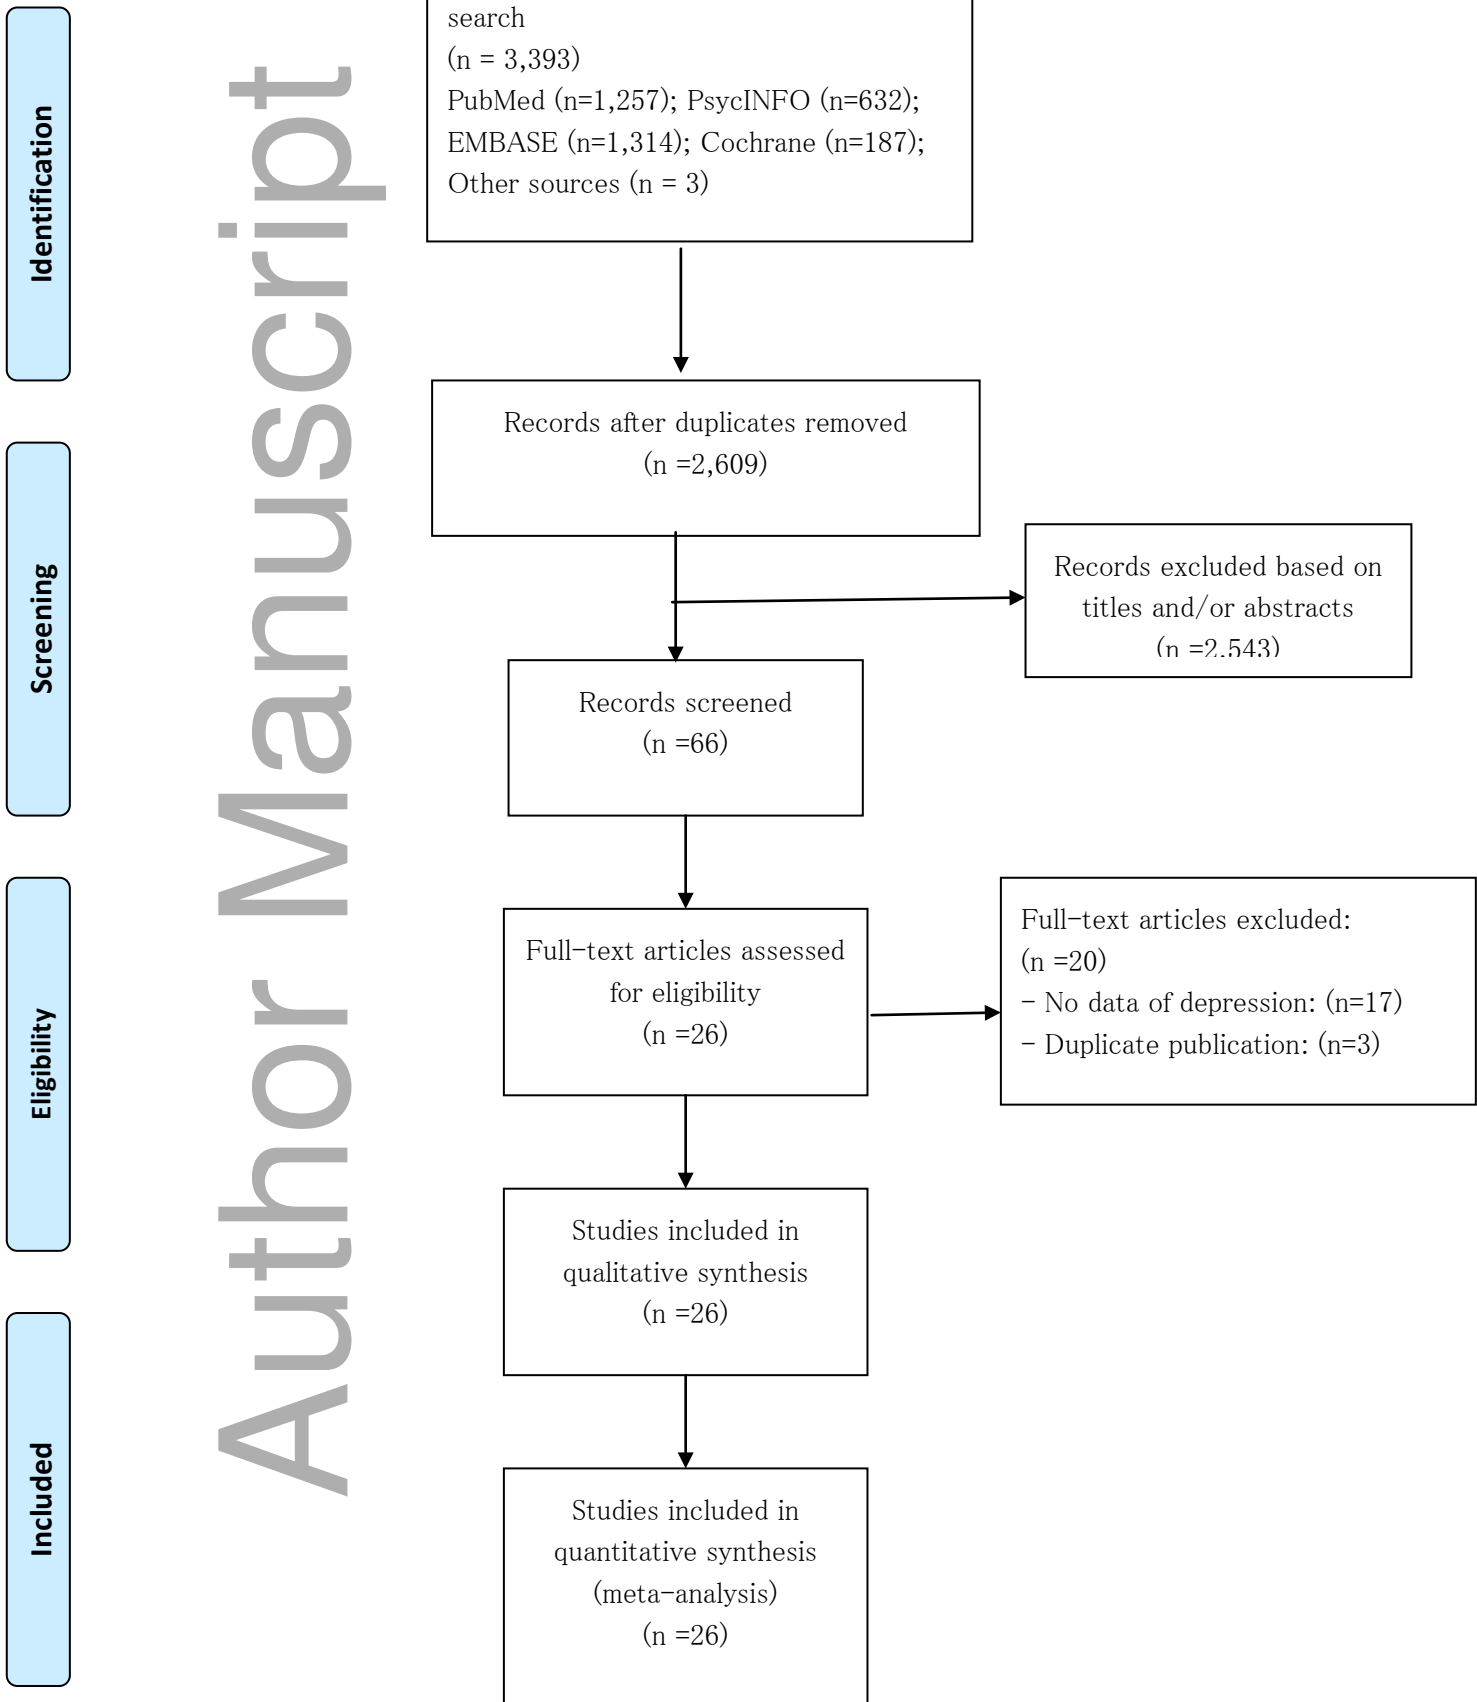 search
(n = 3,393)
PubMed (n=1,257); PsycINFO (n=632);
EMBASE (n=1,314); Cochrane (n=187);
Other sources (n = 3)
Identification
Records after duplicates removed
(n =2,609)
Screening
Records excluded based on
titles and/or abstracts
(n =2,543)
Records screened
(n =66)
Eligibility
Full-text articles assessed
for eligibility
(n =26)
Full-text articles excluded:
(n =20)
- No data of depression: (n=17)
- Duplicate publication: (n=3)
Studies included in
qualitative synthesis
(n =26)
Included
Studies included in
quantitative synthesis
(meta-analysis)
(n =26)
Author Manuscript